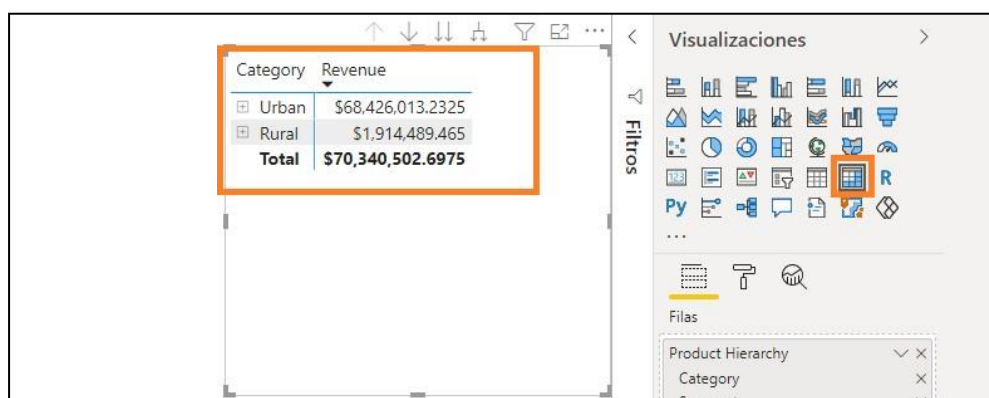 Visualizaciones
Category Revenue
Urban $68,426,013.2325
Rural $1,914,489.465
Total $70,340,502.6975
Filtros
123
R
Py
...
Filas
Product Hierarchy
Category